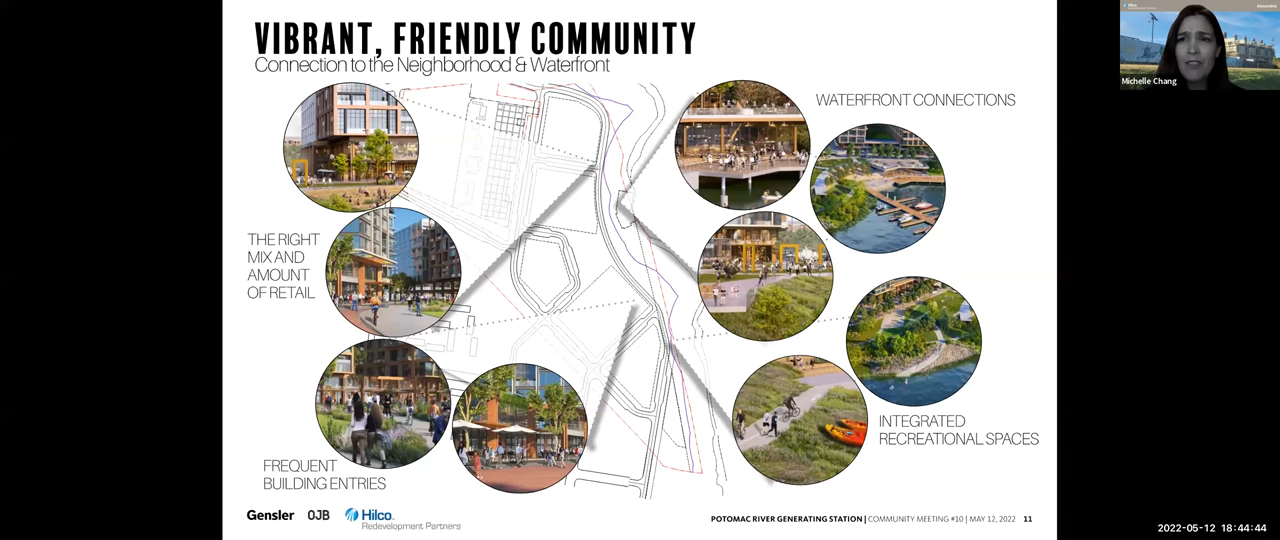 VIBRANT, FRIENDLY COMMUNITY
Connection to the Neighborhood & Waterfront
WATERFRONT CONNECTIONS
THE RIGHT
MIX AND
AMOUNT
OF RETAIL
INTEGRATED
RECREATIONAL SPACES
FREQUENT
BUILDING ENTRIES
Gensler OJB Hilco
Redevelopment Partners
POTOMAC RIVER GENERATING STATION | COMMUNITY MEETING #10 | MAY 12, 2022 11
Hilco
Michelle Chang
2022-05-12 18:44:44